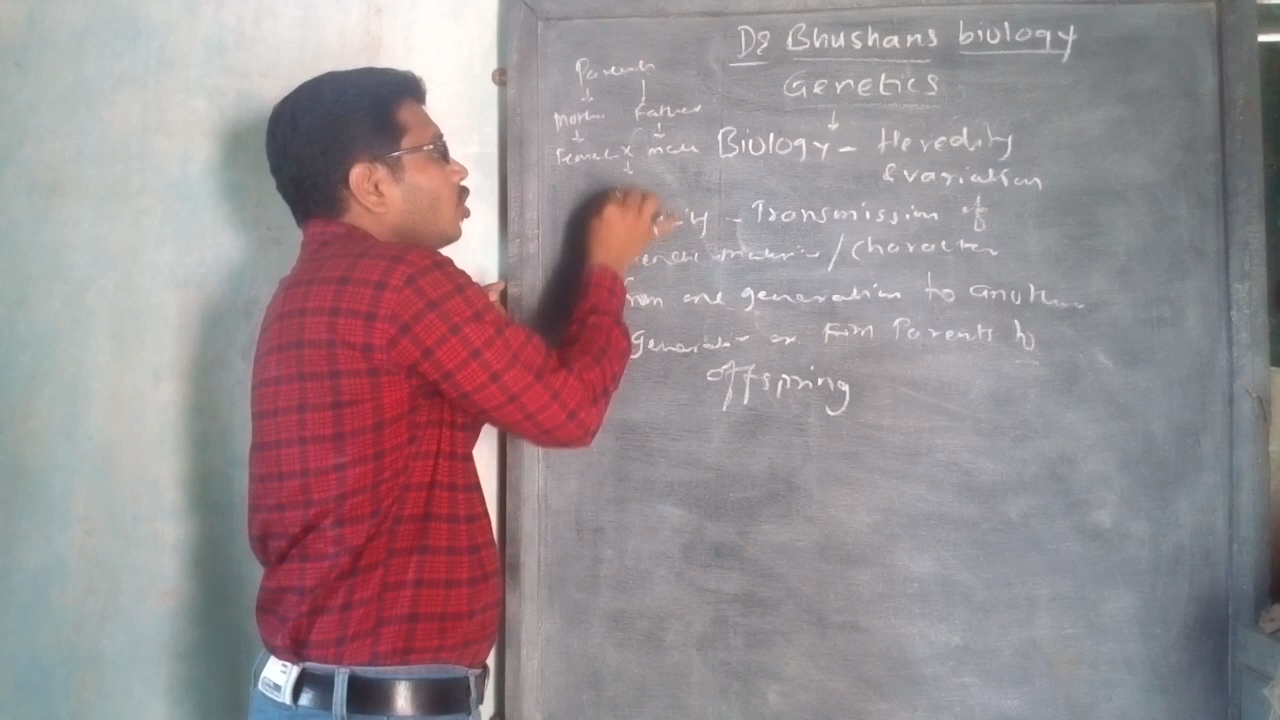 Dr Bhushans biology
Genetics
Parents
Mother Father
Female x male
Biology - Heredity
& variation
- Transmission of
/ Character
from one generation to another
generation or from Parents to
offspring